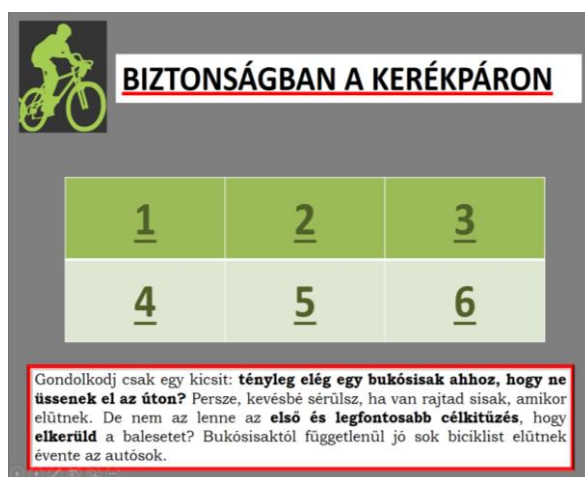 BIZTONSÁGBAN A KERÉKPÁRON
1 2 3
4 5 6
Gondolkodj csak egy kicsit: tényleg elég egy bukósisak ahhoz, hogy ne
üssenek el az úton? Persze, kevésbé sérülsz, ha van rajtad sisak, amikor
elütnek. De nem az lenne az első és legfontosabb célkitűzés, hogy
elkerüld a balesetet? Bukósisaktól függetlenül jó sok biciklist elütnek
évente az autósok.